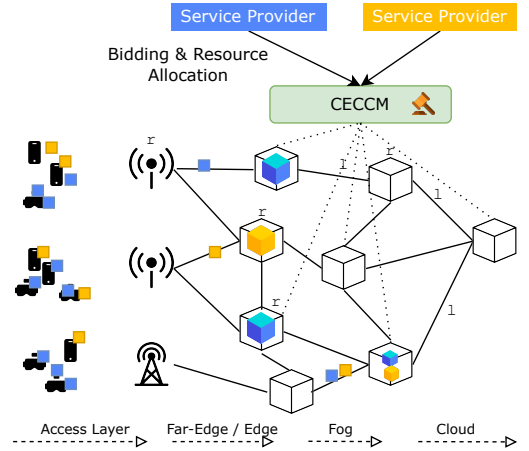 Service Provider
Service Provider
Bidding & Resource
Allocation
CECCM
r
l
r
l
r
r
l
Access Layer
Far-Edge / Edge
Fog
Cloud